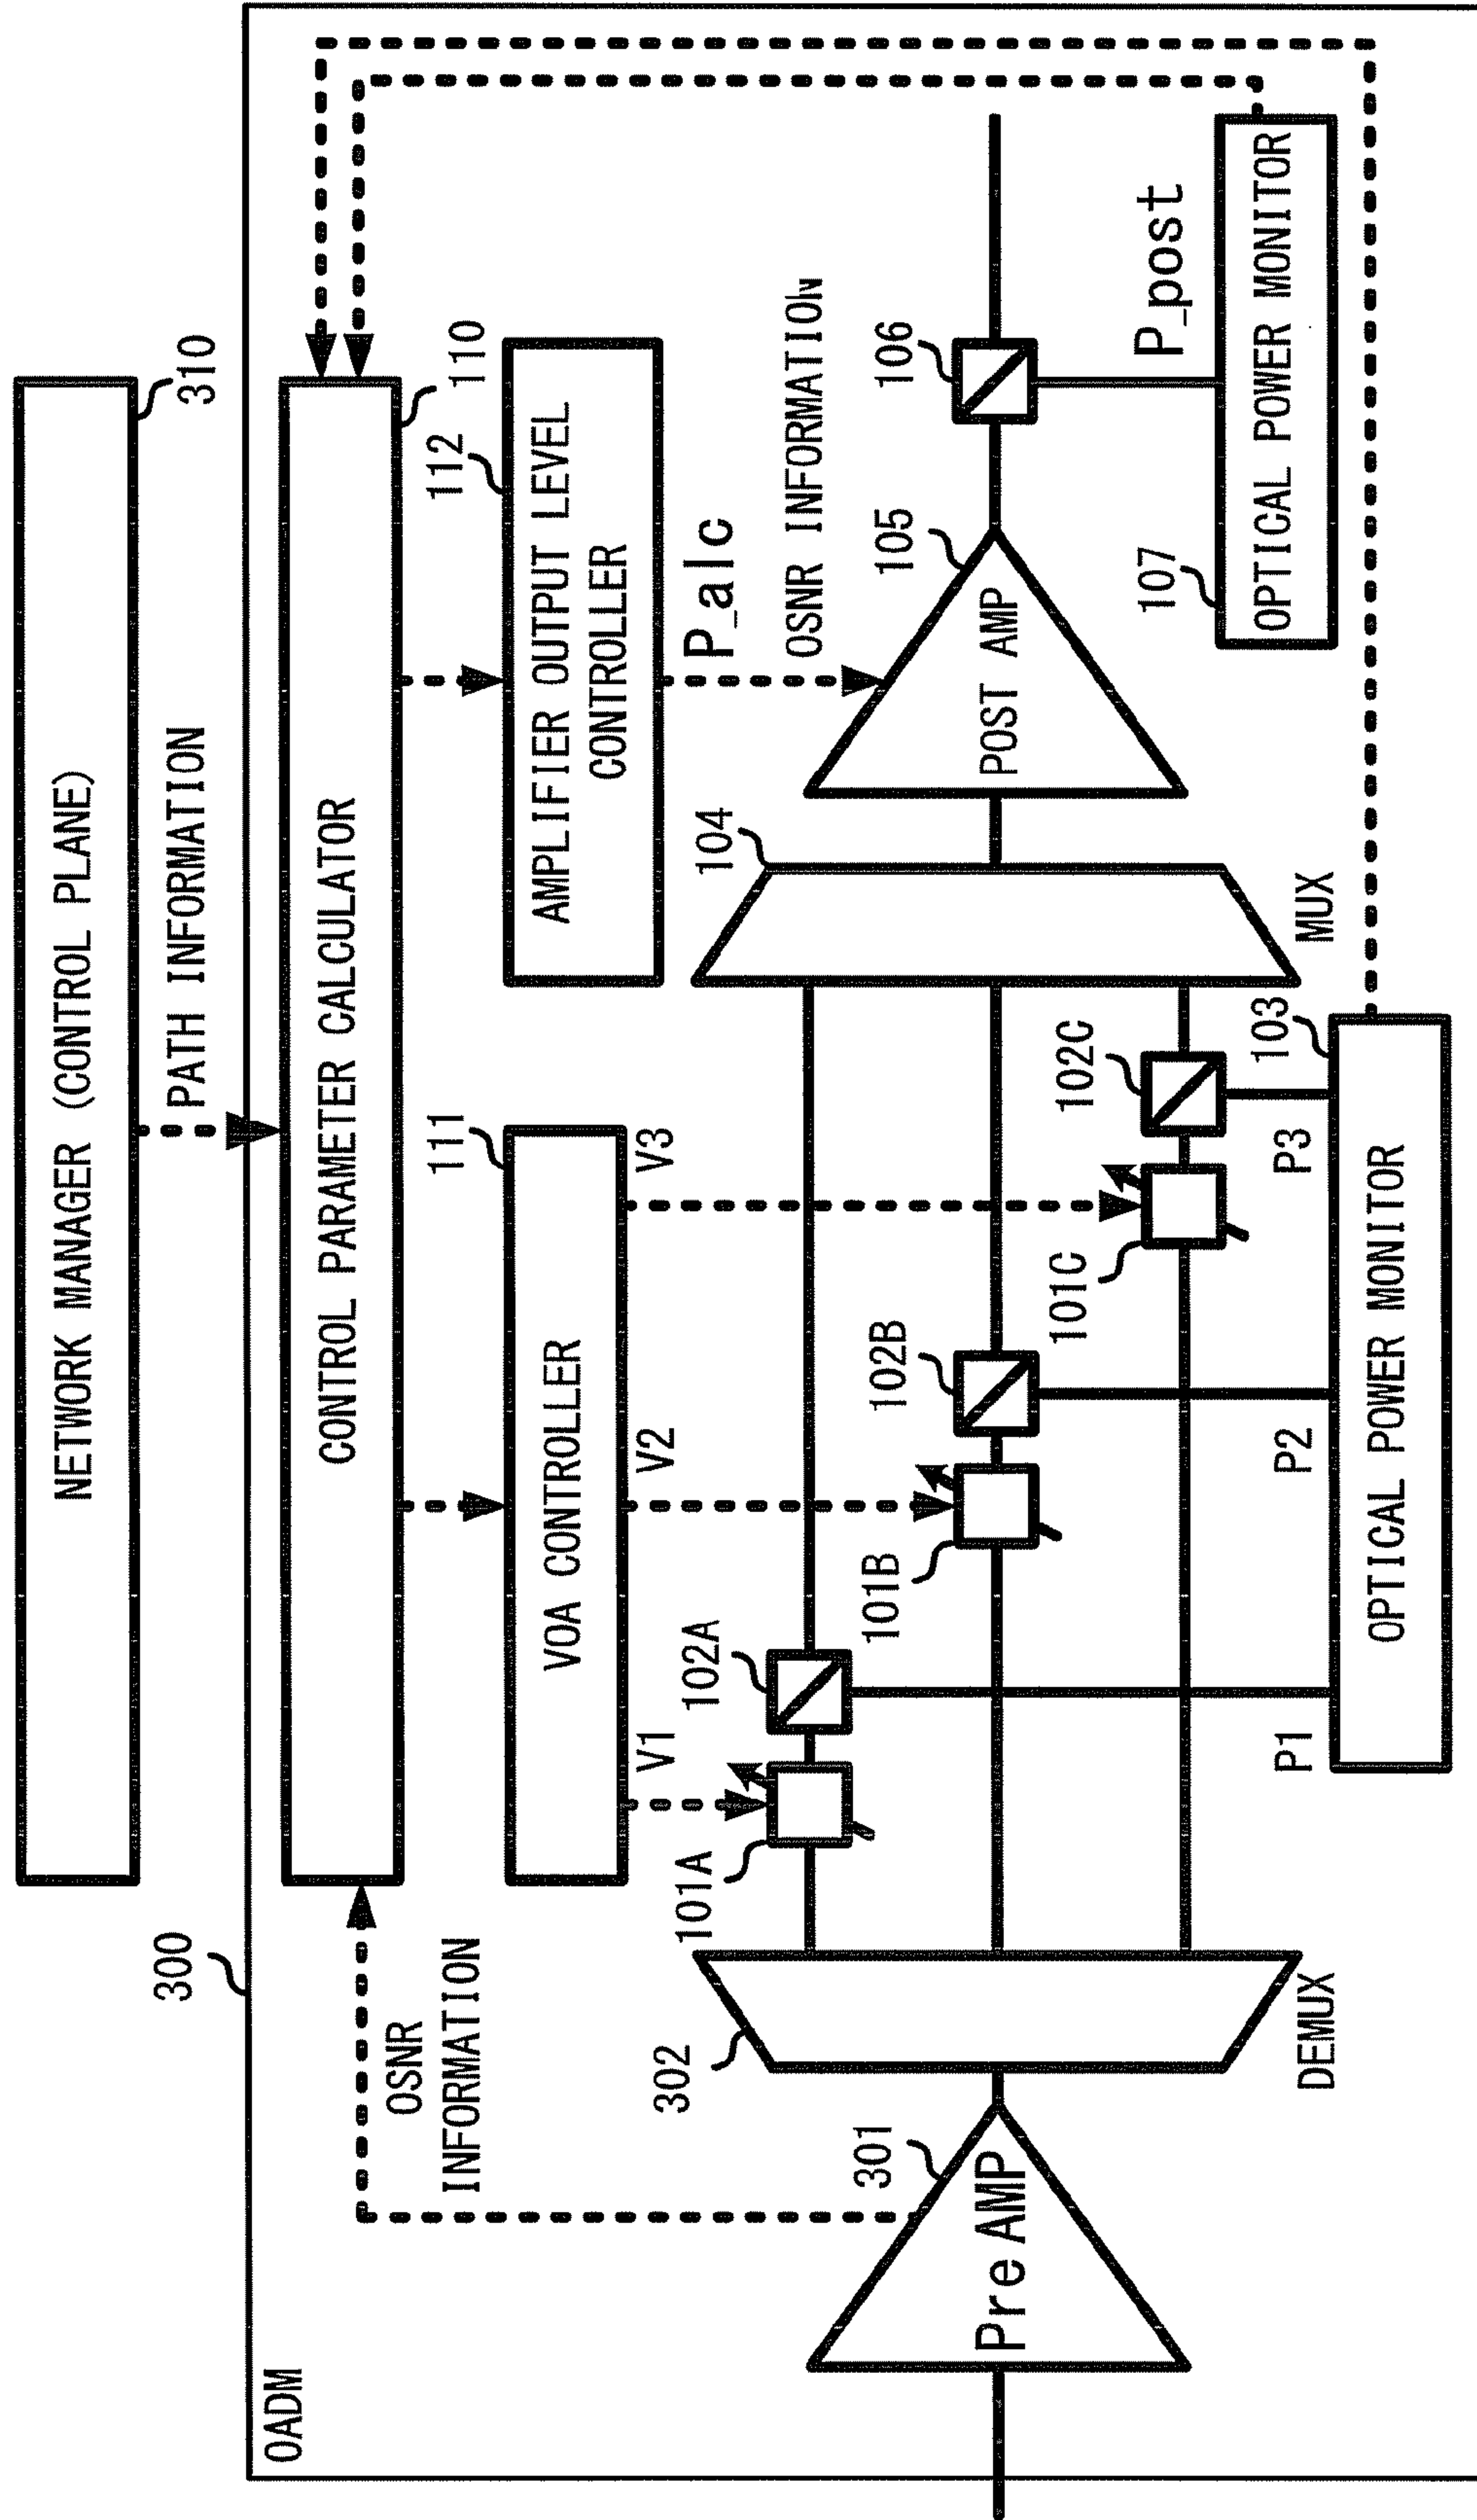 NETWORK MANAGER (CONTROL PLANE)
310
PATH INFORMATION
300
OADM
CONTROL PARAMETER CALCULATOR
110
OSNR
INFORMATION
VOA CONTROLLER
111
AMPLIFIER OUTPUT LEVEL
CONTROLLER
112
V1
V2
V3
P_alc
OSNR INFORMATION
101A
102A
101B
102B
101C
102C
301
Pre AMP
302
DEMUX
104
MUX
105
POST AMP
106
P_post
107
OPTICAL POWER MONITOR
P1
P2
P3
103
OPTICAL POWER MONITOR